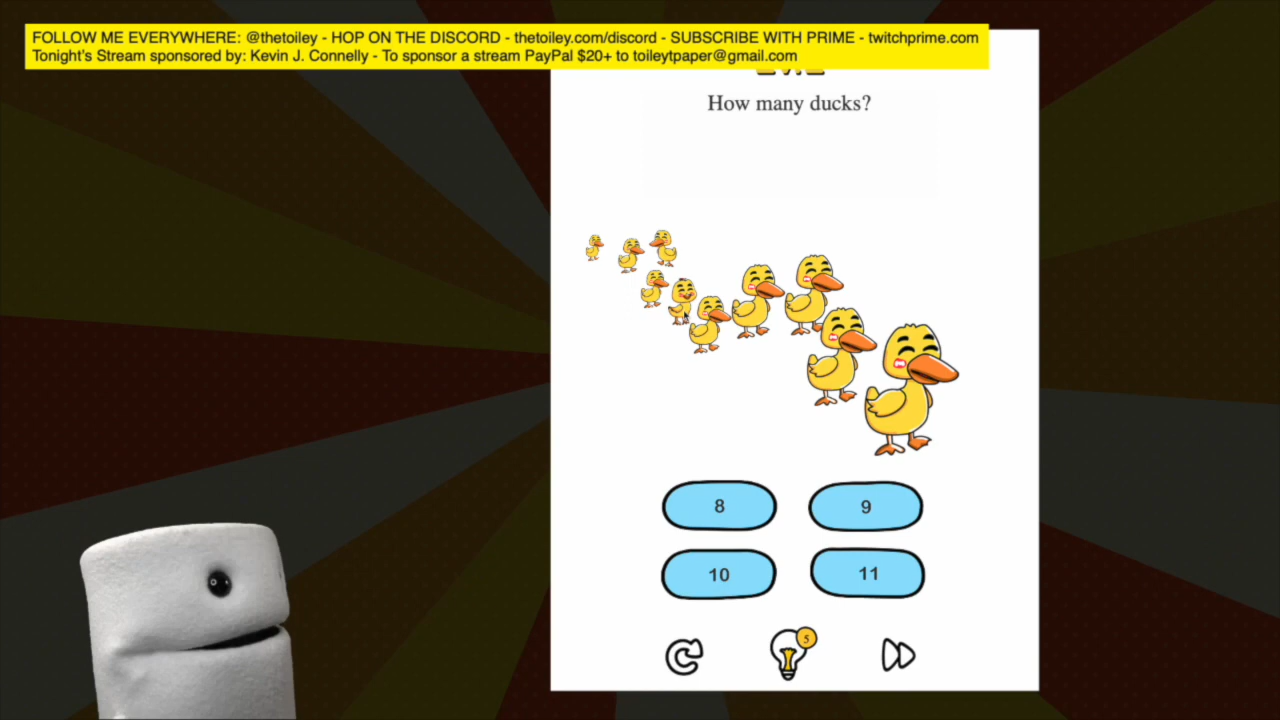 FOLLOW ME EVERYWHERE: @thetoiley - HOP ON THE DISCORD - thetoiley.com/discord - SUBSCRIBE WITH PRIME - twitchprime.com
Tonight's Stream sponsored by: Kevin J. Connelly - To sponsor a stream PayPal $20+ to toileytpaper@gmail.com
How many ducks?
8
9
10
11
5